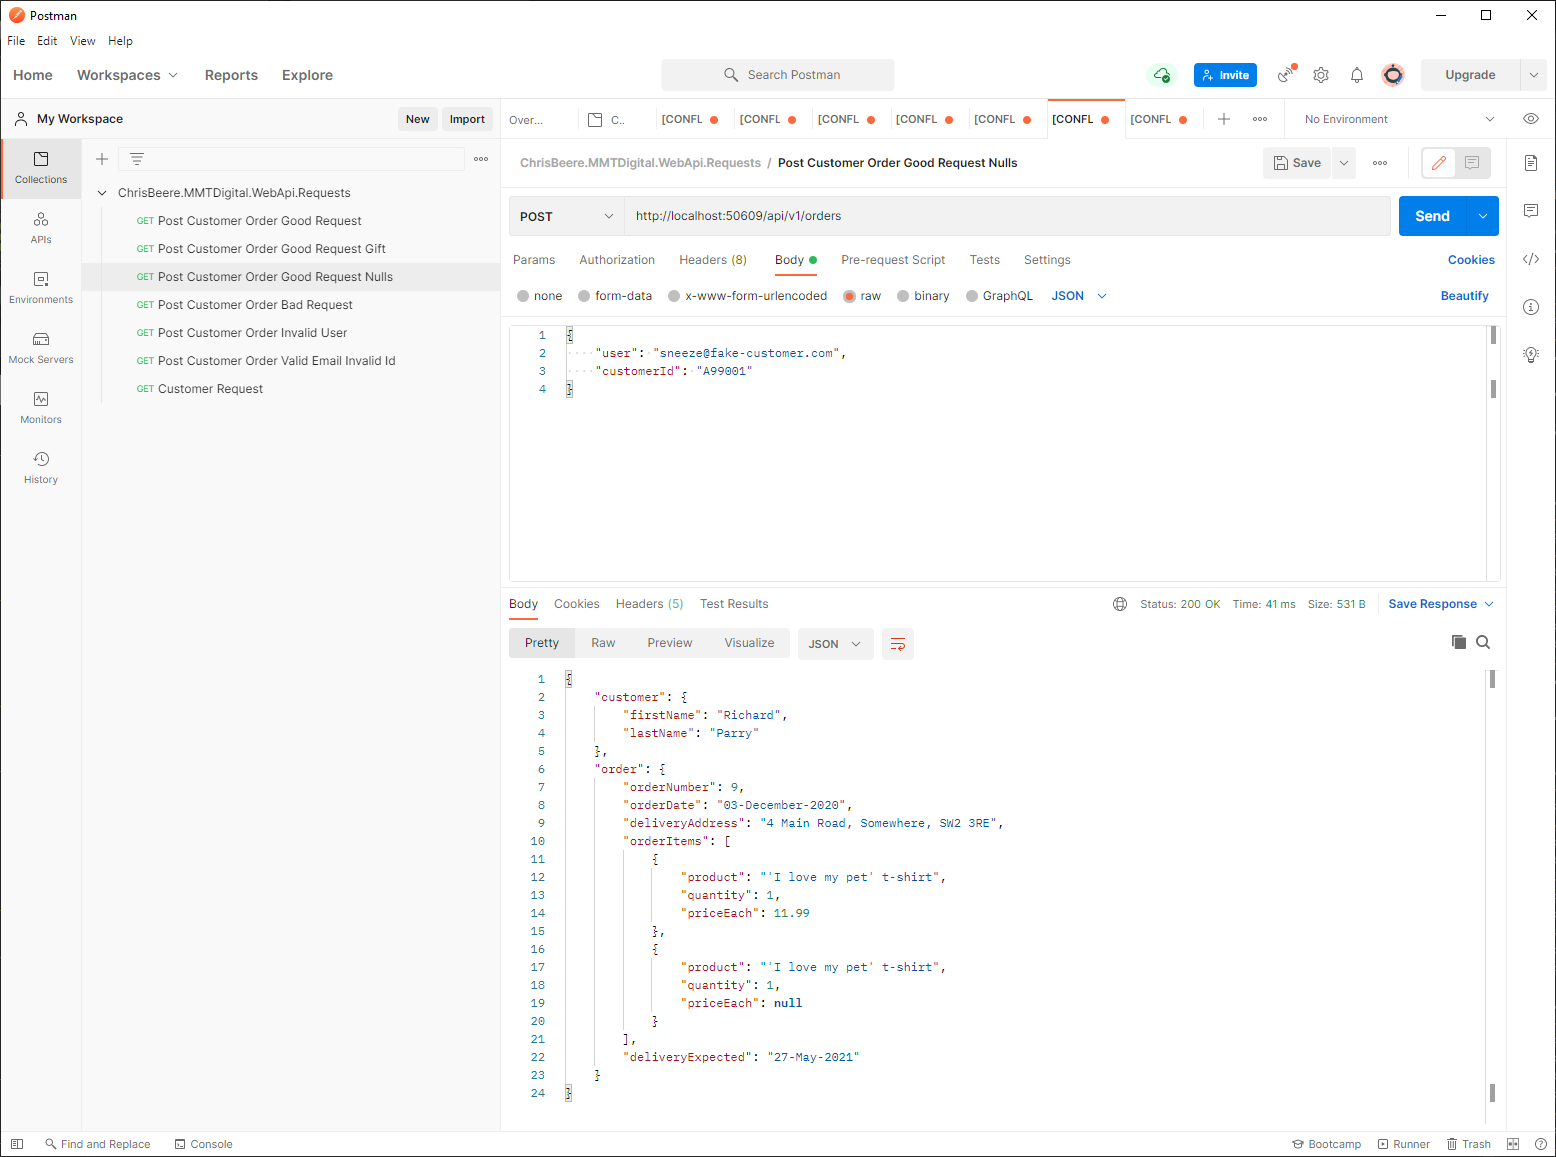 Postman
File Edit View Help
Home Workspaces Reports Explore
Search Postman
Invite
Upgrade
My Workspace
New Import
Over...
C..
[CONFL
[CONFL
[CONFL
[CONFL
[CONFL
[CONFL
[CONFL
No Environment
Collections
APIs
Environments
Mock Servers
Monitors
History
ChrisBeere.MMTDigital.WebApi.Requests
GET Post Customer Order Good Request
GET Post Customer Order Good Request Gift
GET Post Customer Order Good Request Nulls
GET Post Customer Order Bad Request
GET Post Customer Order Invalid User
GET Post Customer Order Valid Email Invalid Id
GET Customer Request
ChrisBeere.MMTDigital.WebApi.Requests / Post Customer Order Good Request Nulls
Save
POST http://localhost:50609/api/v1/orders
Send
Params Authorization Headers (8) Body Pre-request Script Tests Settings
Cookies
none form-data x-www-form-urlencoded raw binary GraphQL JSON
Beautify
1 {
2 "user": "sneeze@fake-customer.com",
3 "customerId": "A99001"
4 }
Body Cookies Headers (5) Test Results
Status: 200 OK Time: 41 ms Size: 531 B Save Response
Pretty Raw Preview Visualize JSON
1 {
2 "customer": {
3 "firstName": "Richard",
4 "lastName": "Parry"
5 },
6 "order": {
7 "orderNumber": 9,
8 "orderDate": "03-December-2020",
9 "deliveryAddress": "4 Main Road, Somewhere, SW2 3RE",
10 "orderItems": [
11 {
12 "product": "'I love my pet' t-shirt",
13 "quantity": 1,
14 "priceEach": 11.99
15 },
16 {
17 "product": "'I love my pet' t-shirt",
18 "quantity": 1,
19 "priceEach": null
20 }
21 ],
22 "deliveryExpected": "27-May-2021"
23 }
24 }
Find and Replace Console
Bootcamp Runner Trash